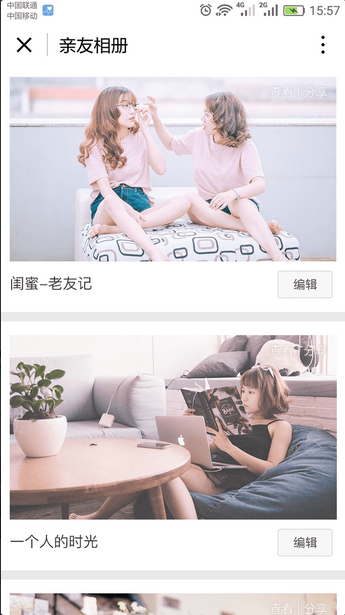 中国联通
中国移动
4G
2G
15:57
亲友相册
查看 | 分享
闺蜜-老友记
编辑
查看 | 分享
一个人的时光
编辑
查看 | 分享